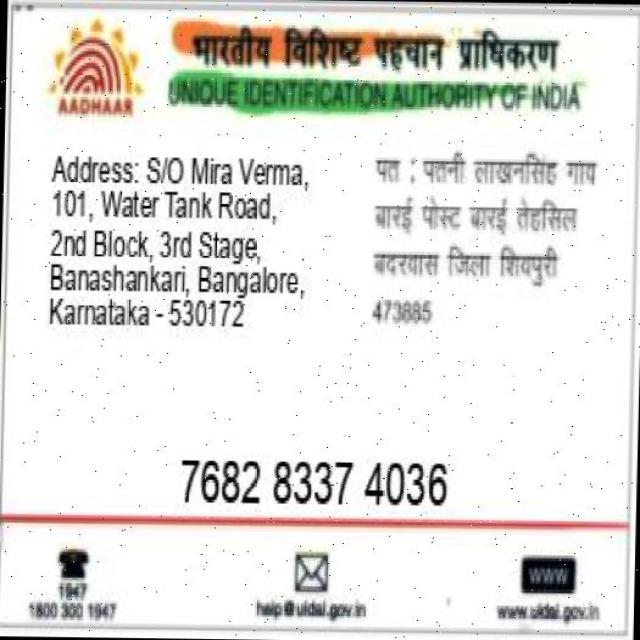 भारतीय विशिष्ट पहचान प्राधिकरण
UNIQUE IDENTIFICATION AUTHORITY OF INDIA
AADHAAR
Address: S/O Mira Verma,
101, Water Tank Road,
2nd Block, 3rd Stage,
Banashankari, Bangalore,
Karnataka - 530172
पत : पतनी लाखनसिंह गाय
बारई पोस्ट बारई तेहसिल
बदरवास जिला शिवपुरी
473885
7682 8337 4036
1947
1800 300 1947
help@uidai.gov.in
www
www.uidai.gov.in